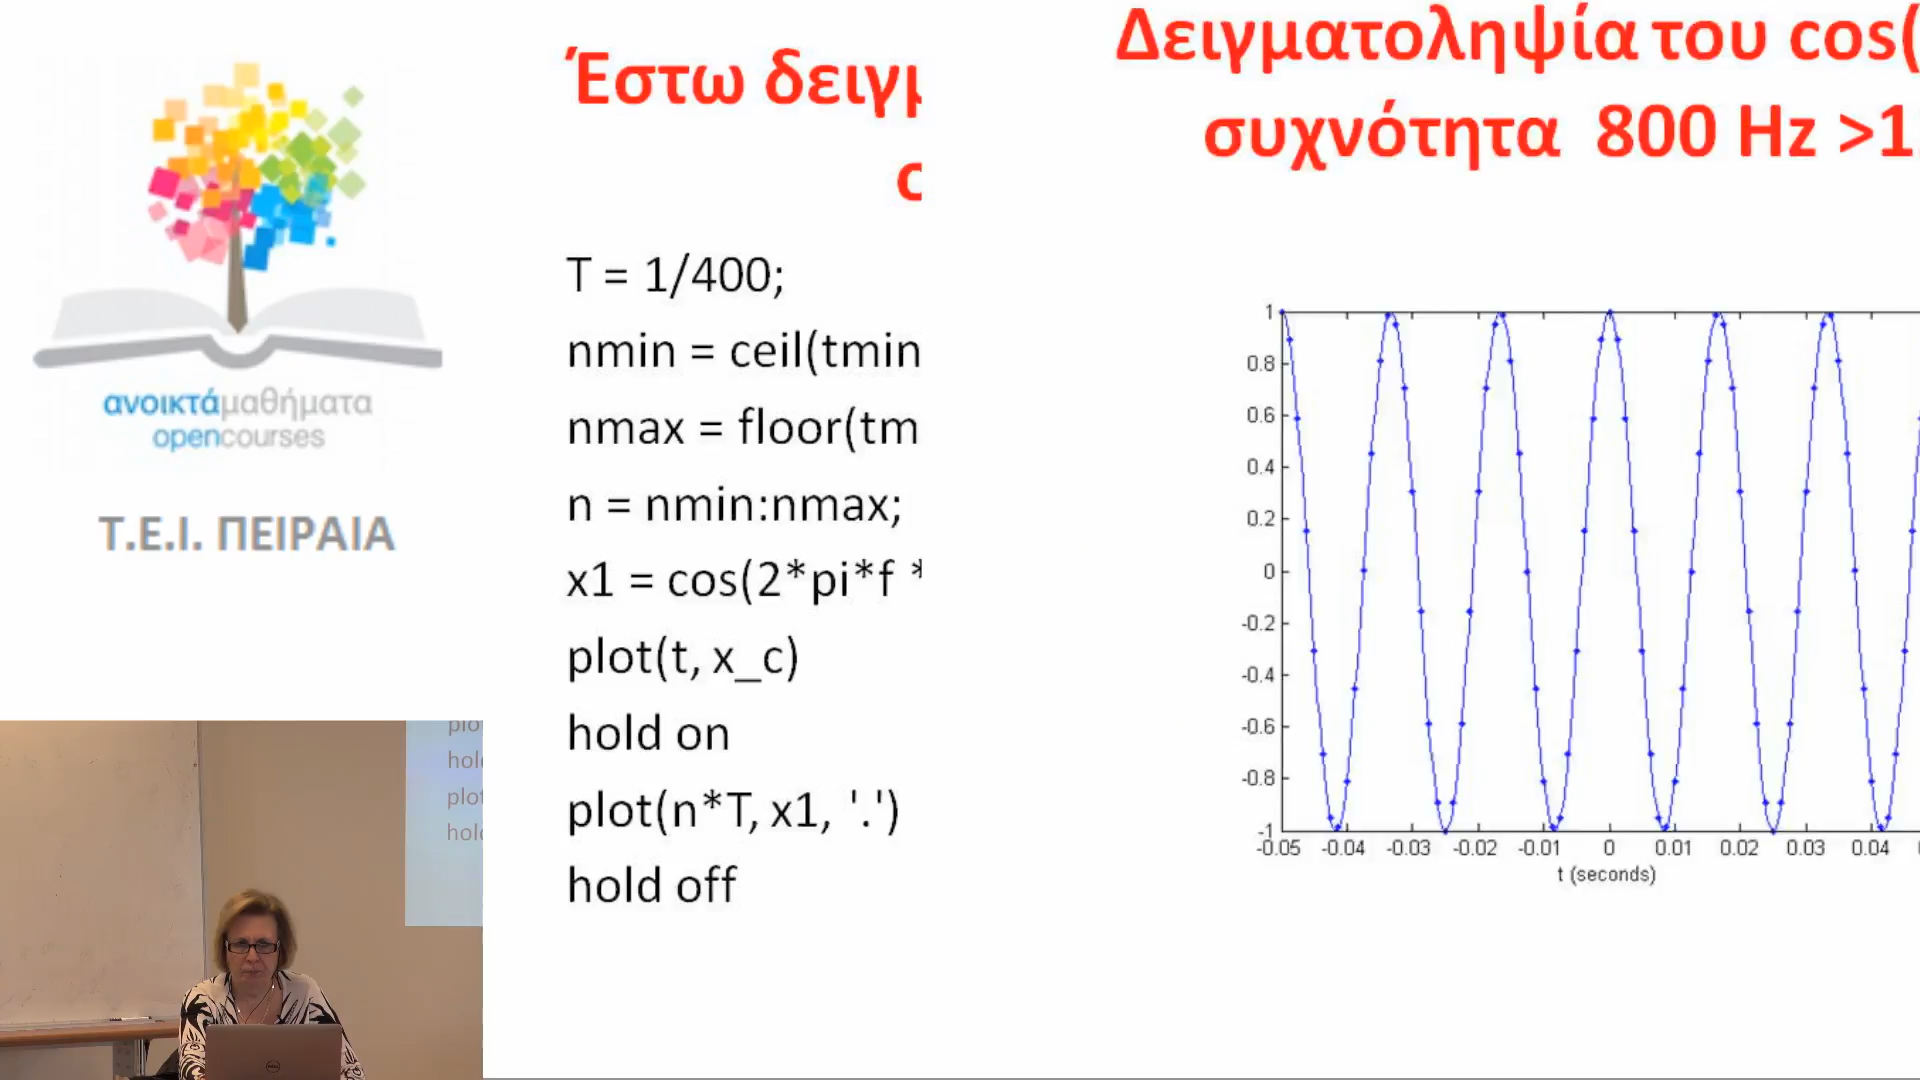 ανοικτάμαθήματα
opencourses
Τ.Ε.Ι. ΠΕΙΡΑΙΑ
Έστω
T = 1/400;
nmin = ceil(tmin
nmax = floor(tm
n = nmin:nmax;
x1 = cos(2*pi*f *
plot(t, x_c)
hold on
plot(n*T, x1, '.')
hold off
Δειγματοληψία του cos(
συχνότητα 800 Hz >1
1
0.8
0.6
0.4
0.2
0
-0.2
-0.4
-0.6
-0.8
-1
-0.05 -0.04 -0.03 -0.02 -0.01 0 0.01 0.02 0.03 0.04
t (seconds)